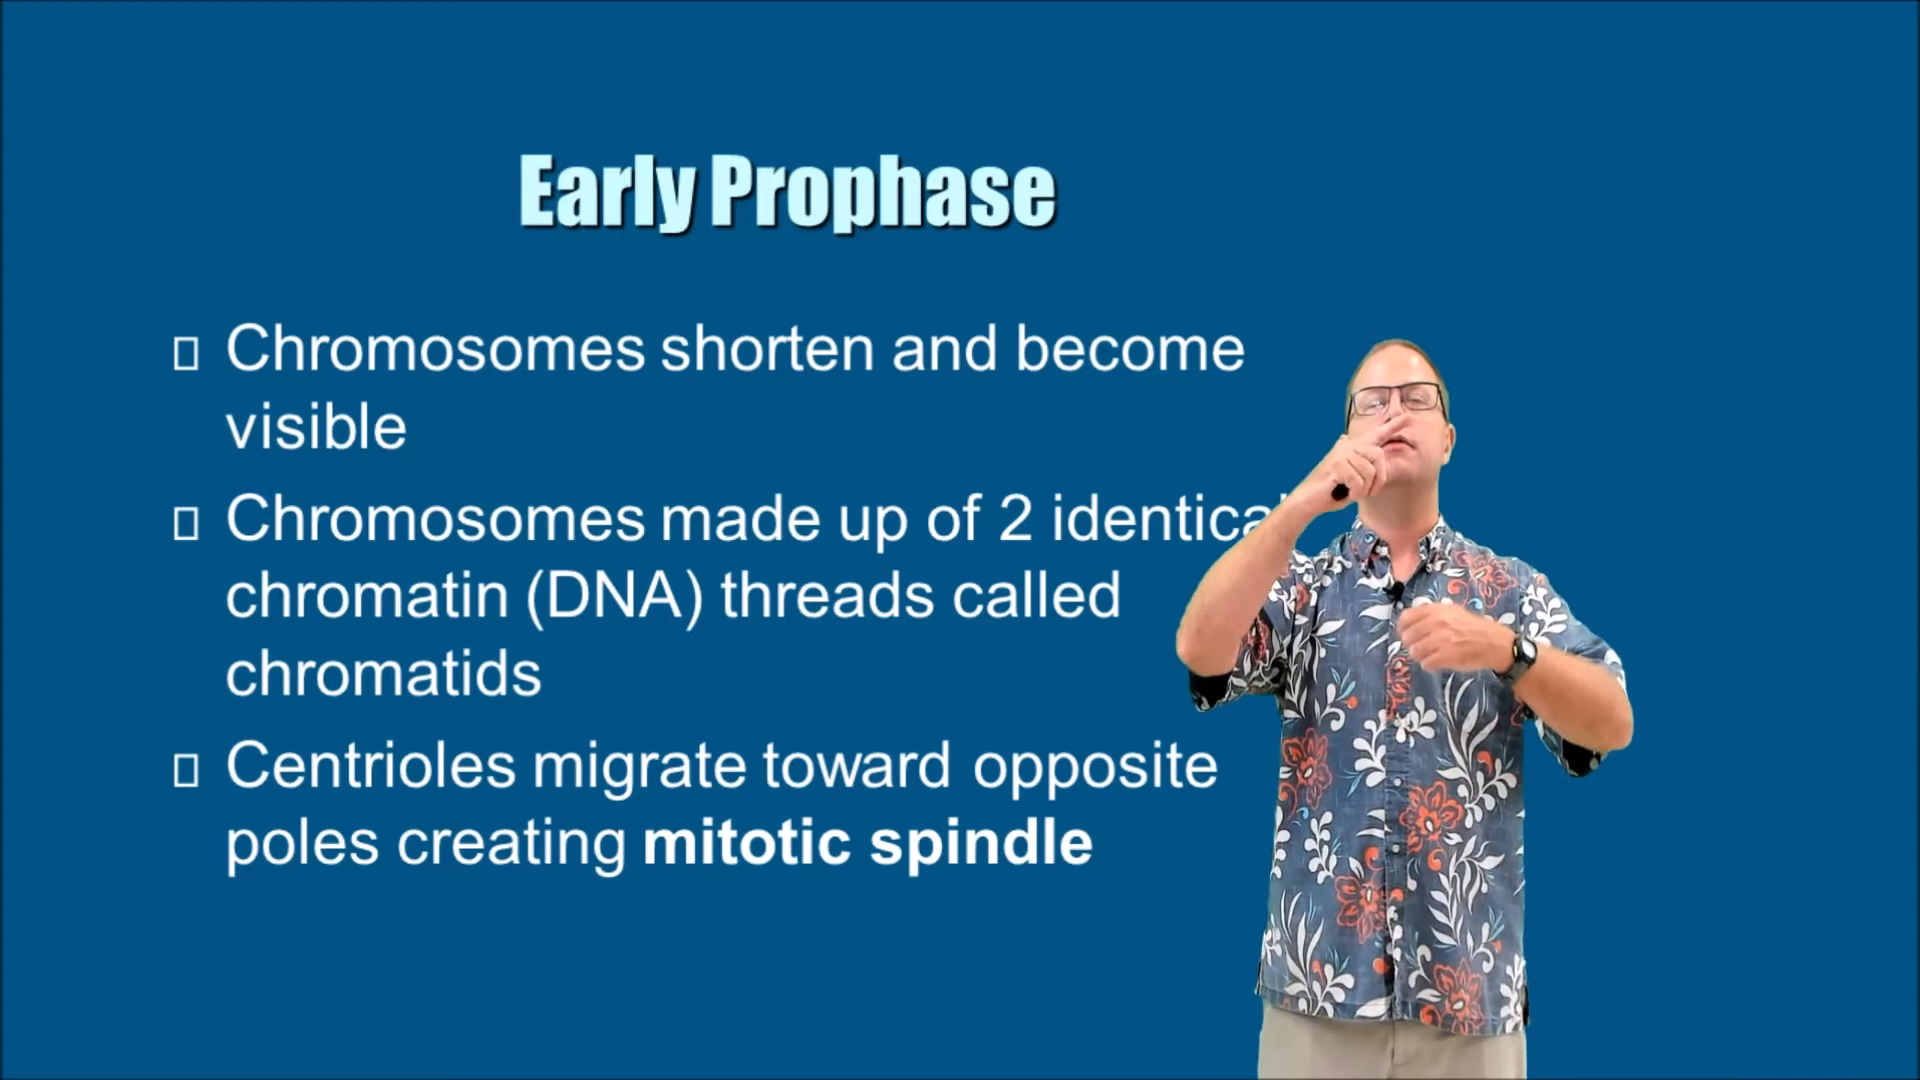 Early Prophase
Chromosomes shorten and become
visible
Chromosomes made up of 2 identical
chromatin (DNA) threads called
chromatids
Centrioles migrate toward opposite
poles creating mitotic spindle